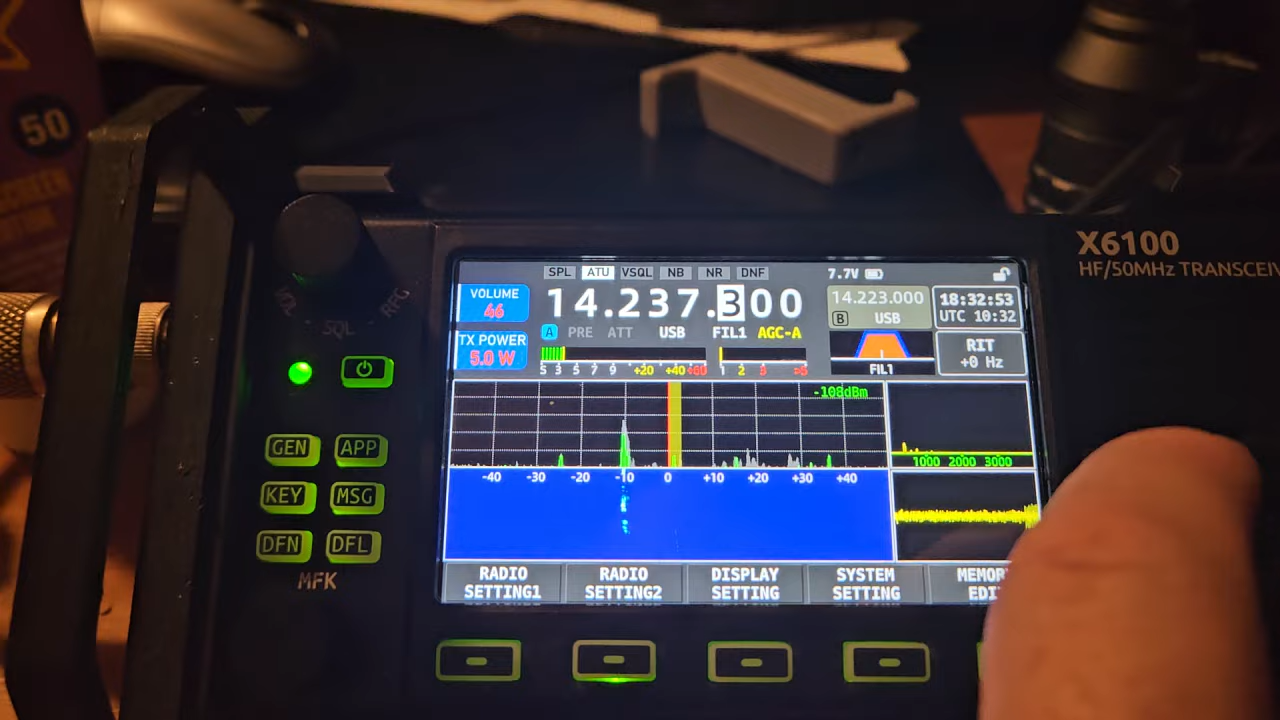 50
X6100
HF/50MHz TRANSCEIV
SPL ATU VSQL NB NR DNF 7.7V
VOLUME
46
14.237.300
14.223.000
B USB
18:32:53
UTC 10:32
TX POWER
5.0 W
A PRE ATT USB FIL1 AGC-A
RIT
+0 Hz
S 3 5 7 9 +20 +40 +60 1 2 3 >5
FIL1
-108dBm
1000 2000 3000
-40 -30 -20 -10 0 +10 +20 +30 +40
VOL SQL RFG
GEN APP
KEY MSG
DFN DFL
MFK
RADIO SETTING1
RADIO SETTING2
DISPLAY SETTING
SYSTEM SETTING
MEMOR EDI